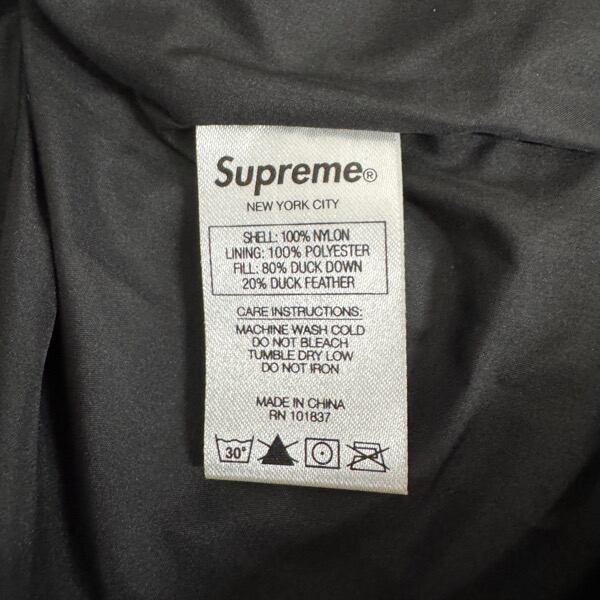 Supreme®
NEW YORK CITY
SHELL: 100% NYLON
LINING: 100% POLYESTER
FILL: 80% DUCK DOWN
20% DUCK FEATHER
CARE INSTRUCTIONS:
MACHINE WASH COLD
DO NOT BLEACH
TUMBLE DRY LOW
DO NOT IRON
MADE IN CHINA
RN 101837
30°